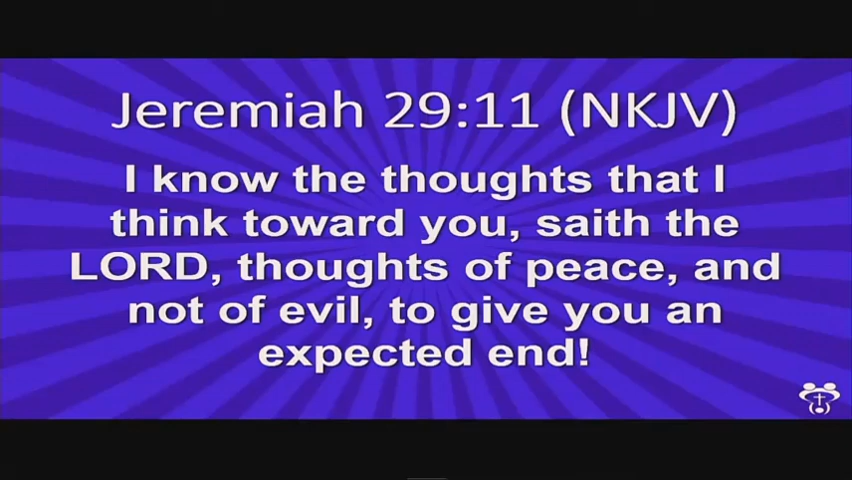 Jeremiah 29:11 (NKJV)
I know the thoughts that I
think toward you, saith the
LORD, thoughts of peace, and
not of evil, to give you an
expected end!